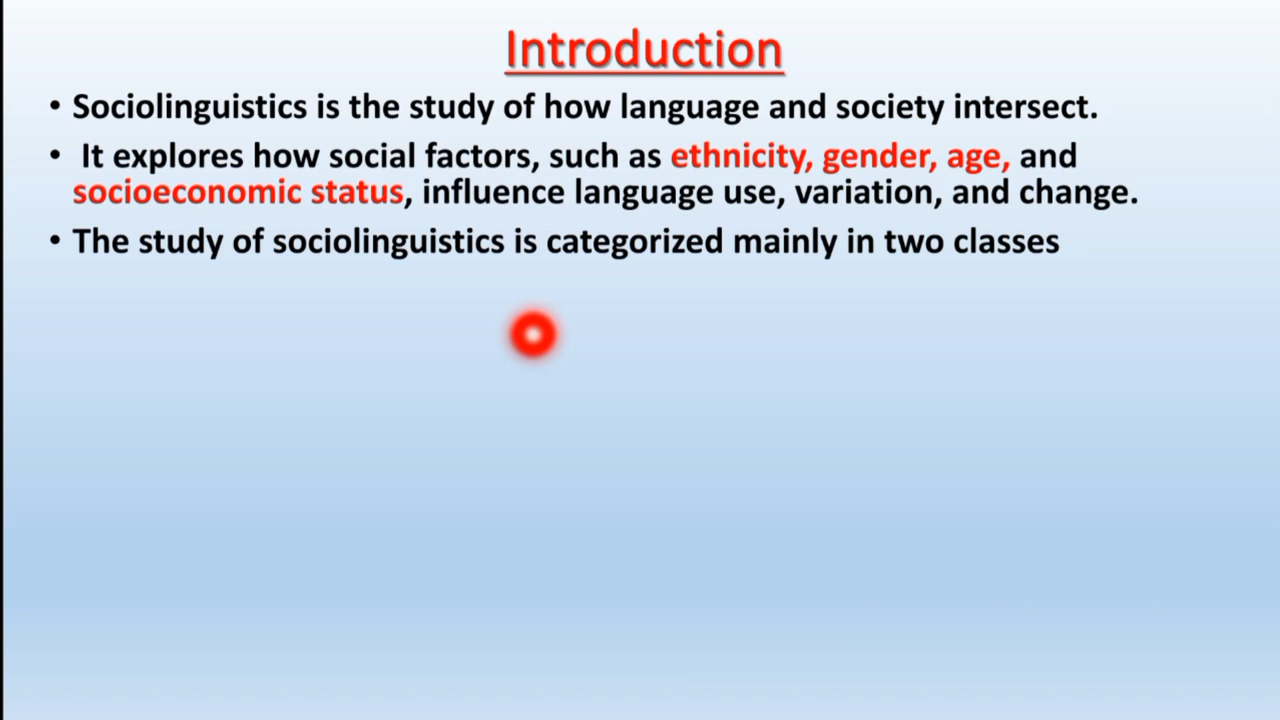 Introduction
• Sociolinguistics is the study of how language and society intersect.
• It explores how social factors, such as ethnicity, gender, age, and
socioeconomic status, influence language use, variation, and change.
• The study of sociolinguistics is categorized mainly in two classes